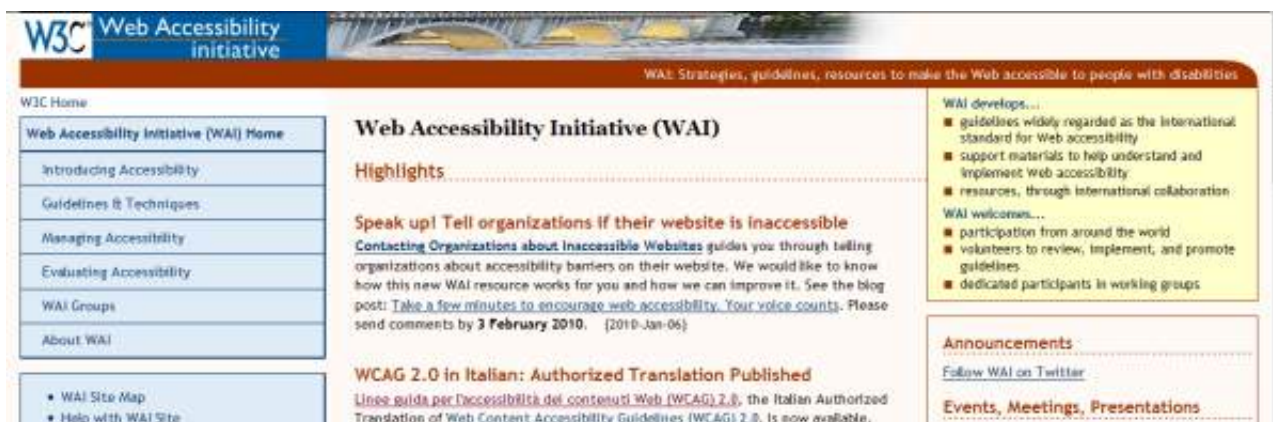 W3C Web Accessibility
initiative
WAI: Strategies, guidelines, resources to make the Web accessible to people with disabilities
W3C Home
Web Accessibility Initiative (WAI) Home
Introducing Accessibility
Guidelines & Techniques
Managing Accessibility
Evaluating Accessibility
WAI Groups
About WAI
• WAI Site Map
• Help with WAI Site
Web Accessibility Initiative (WAI)
Highlights
Speak up! Tell organizations if their website is inaccessible
Contacting Organizations about Inaccessible Websites guides you through telling
organizations about accessibility barriers on their website. We would like to know
how this new WAI resource works for you and how we can improve it. See the blog
post: Take a few minutes to encourage web accessibility. Your voice counts. Please
send comments by 3 February 2010. (2010-Jan-06)
WCAG 2.0 in Italian: Authorized Translation Published
Linee guida per l'accessibilità dei contenuti Web (WCAG) 2.0, the Italian Authorized
Translation of Web Content Accessibility Guidelines (WCAG) 2.0, is now available.
WAI develops...
guidelines widely regarded as the international
standard for Web accessibility
support materials to help understand and
implement Web accessibility
resources, through international collaboration
WAI welcomes...
participation from around the world
volunteers to review, implement, and promote
guidelines
dedicated participants in working groups
Announcements
Follow WAI on Twitter
Events, Meetings, Presentations